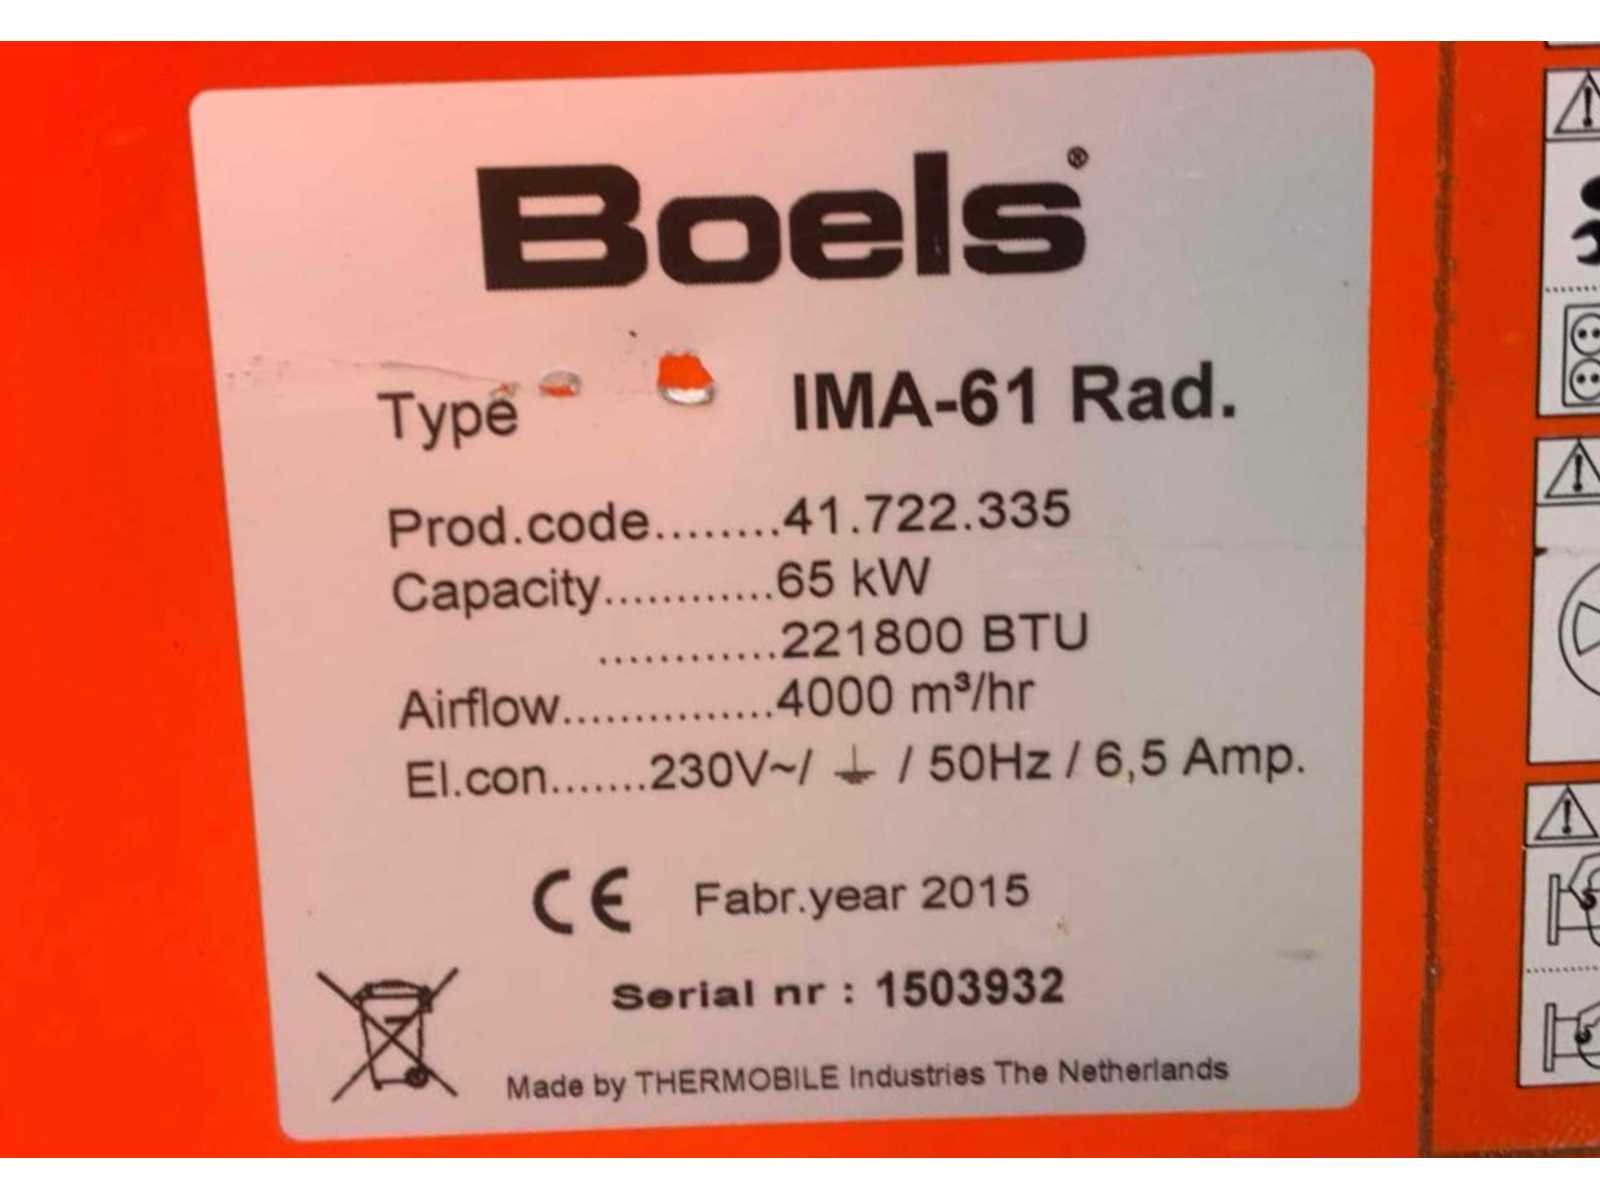 Boels®
Type IMA-61 Rad.
Prod.code........41.722.335
Capacity............65 kW
............221800 BTU
Airflow...............4000 m³/hr
El.con.......230V~/ ⏚ / 50Hz / 6,5 Amp.
CE Fabr.year 2015
Serial nr : 1503932
Made by THERMOBILE Industries The Netherlands